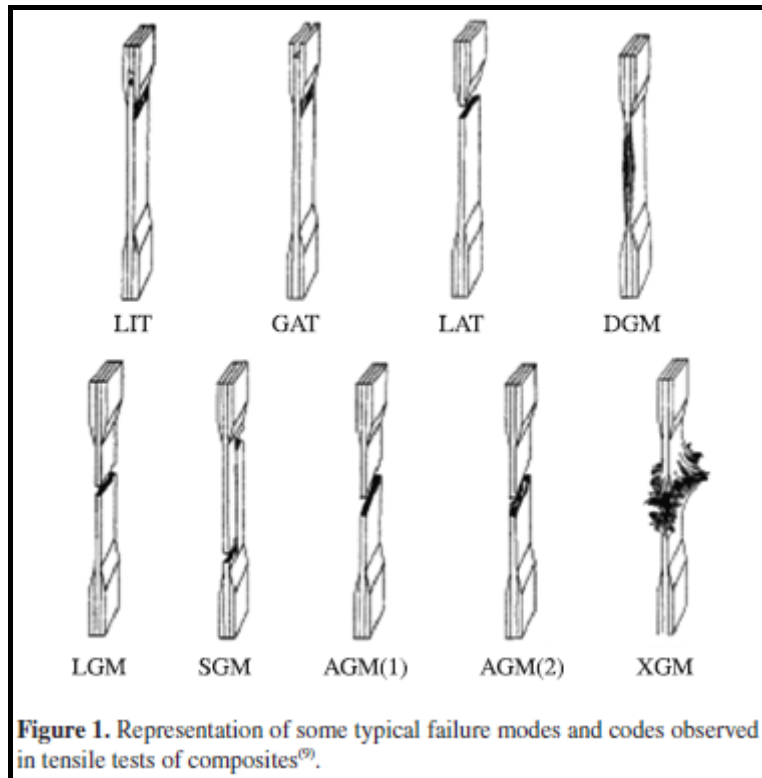 LIT GAT LAT DGM
LGM SGM AGM(1) AGM(2) XGM
Figure 1. Representation of some typical failure modes and codes observed
in tensile tests of composites⁽⁹⁾.